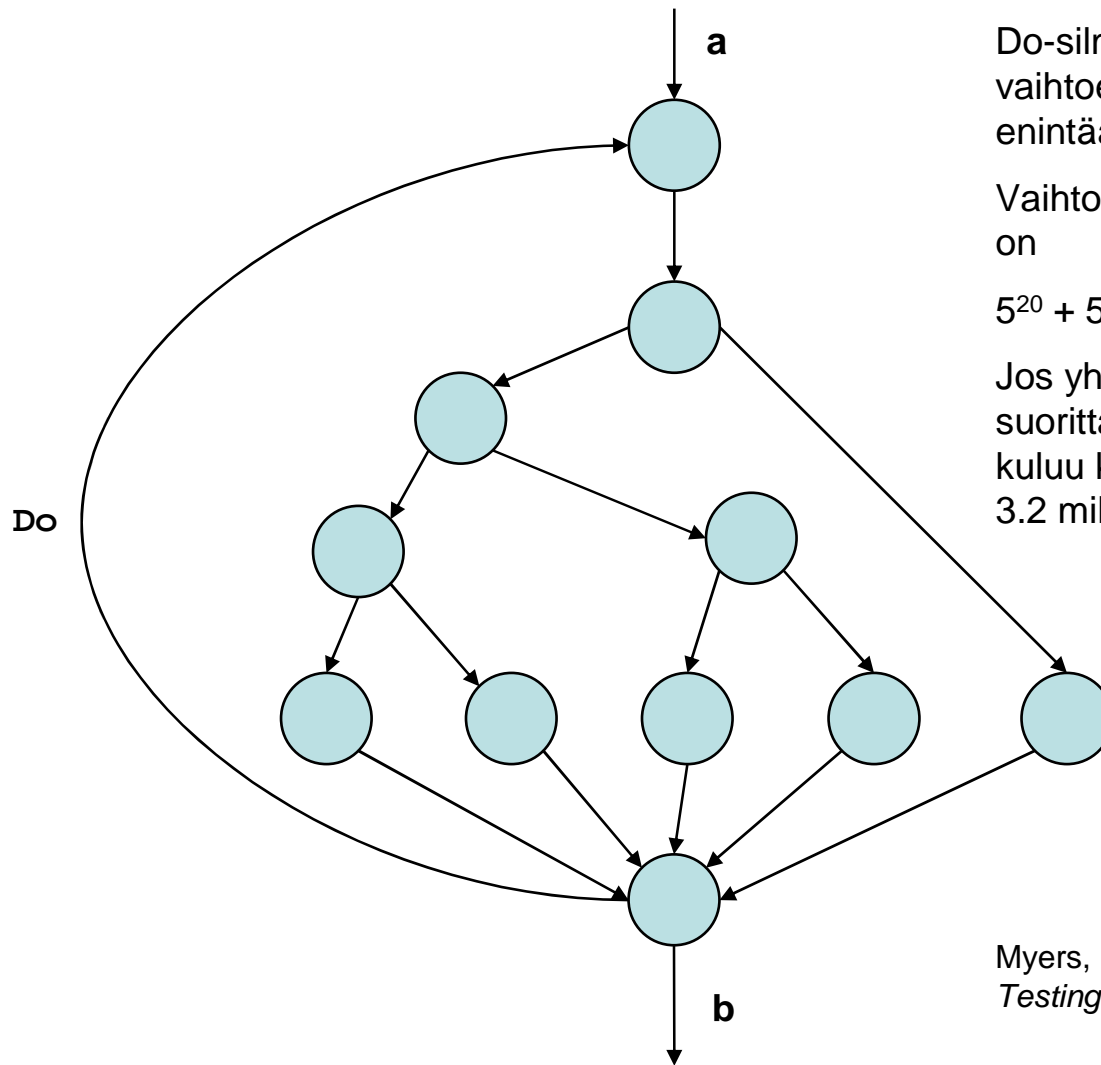 a
Do-silm
vaihtoe
enintää
Vaihto
on
5²⁰ + 5
Jos yh
suoritta
kuluu k
3.2 mil
Do
Myers,
Testing
b